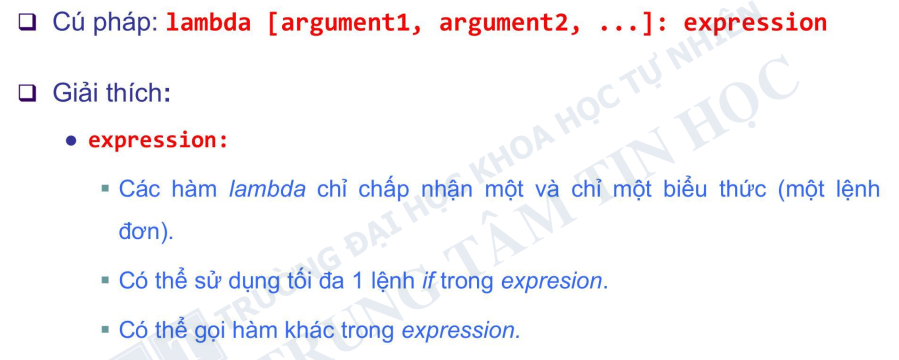 ❑ Cú pháp: lambda [argument1, argument2, ...]: expression
❑ Giải thích:
● expression:
▪ Các hàm lambda chỉ chấp nhận một và chỉ một biểu thức (một lệnh
đơn).
▪ Có thể sử dụng tối đa 1 lệnh if trong expresion.
▪ Có thể gọi hàm khác trong expression.
TRƯỜNG ĐẠI HỌC KHOA HỌC TỰ NHIÊN
TRUNG TÂM TIN HỌC